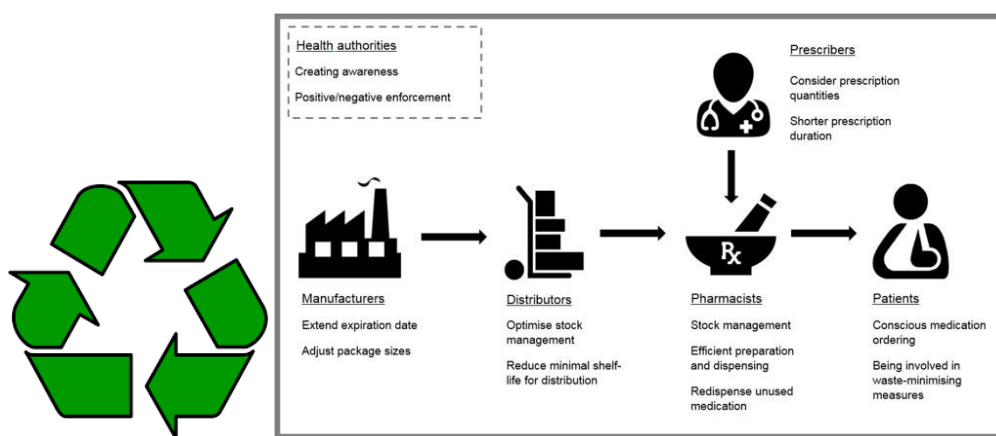 Health authorities
Creating awareness
Positive/negative enforcement
Prescribers
Consider prescription
quantities
Shorter prescription
duration
Rx
Manufacturers
Extend expiration date
Adjust package sizes
Distributors
Optimise stock
management
Reduce minimal shelf-
life for distribution
Pharmacists
Stock management
Efficient preparation
and dispensing
Redispense unused
medication
Patients
Conscious medication
ordering
Being involved in
waste-minimising
measures